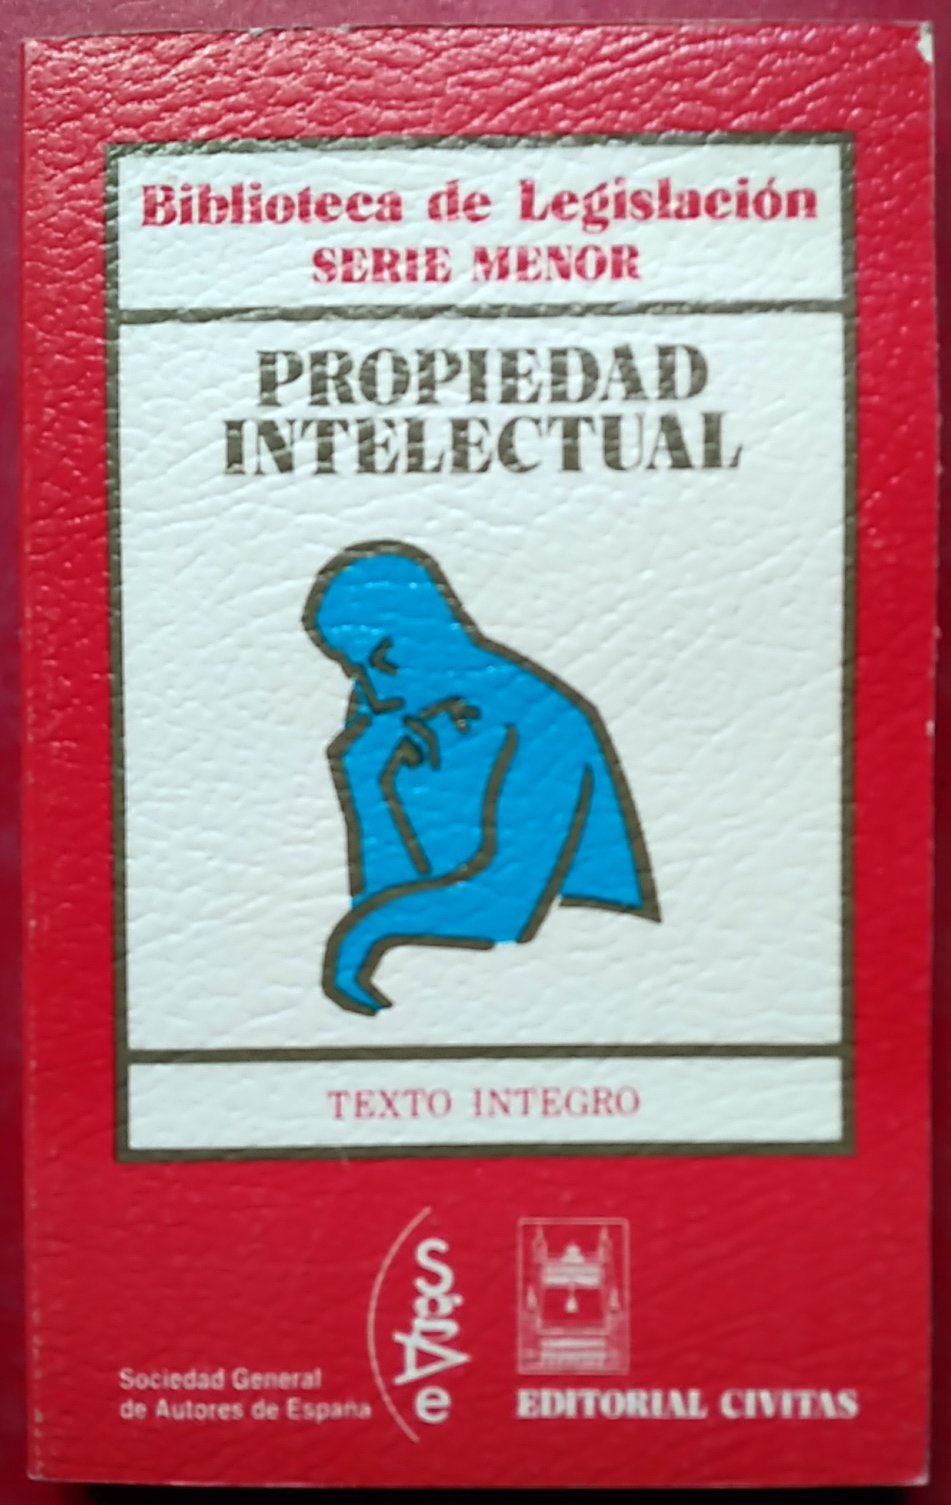 Biblioteca de Legislación
SERIE MENOR
PROPIEDAD
INTELECTUAL
TEXTO INTEGRO
Sociedad General
de Autores de España
EDITORIAL CIVITAS